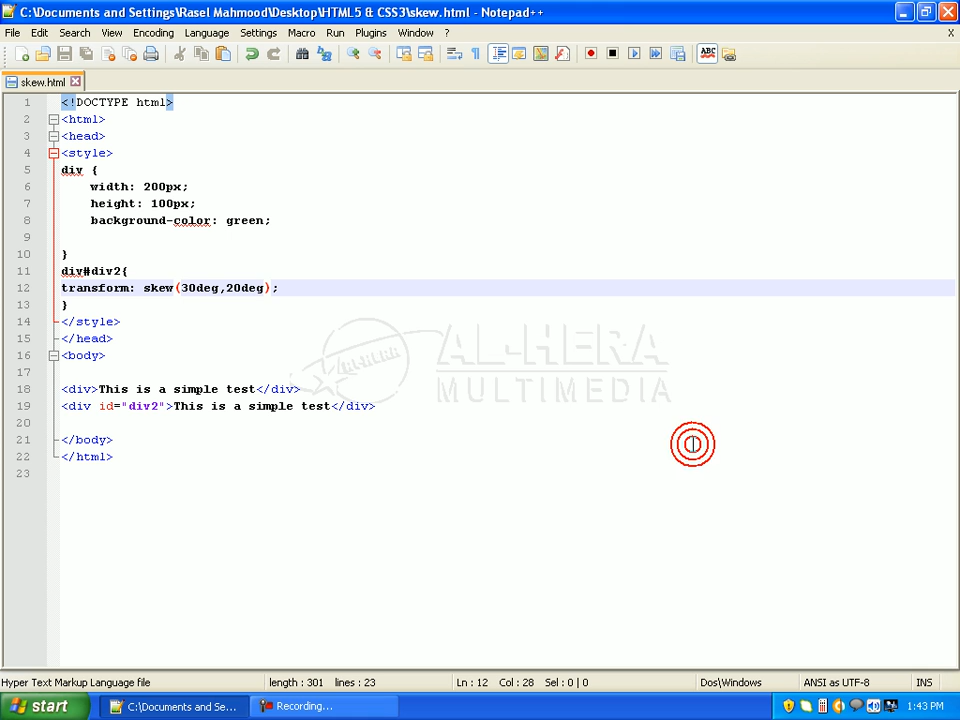 C:\Documents and Settings\Rasel Mahmood\Desktop\HTML5 & CSS3\skew.html - Notepad++
File Edit Search View Encoding Language Settings Macro Run Plugins Window ? X
ABC
skew.html
1 <!DOCTYPE html>
2 <html>
3 <head>
4 <style>
5 div {
6 width: 200px;
7 height: 100px;
8 background-color: green;
9
10 }
11 div#div2{
12 transform: skew(30deg,20deg);
13 }
14 </style>
15 </head>
16 <body>
17
18 <div>This is a simple test</div>
19 <div id="div2">This is a simple test</div>
20
21 </body>
22 </html>
23
AL-HERA
AL-HERA
MULTIMEDIA
Hyper Text Markup Language file length : 301 lines : 23 Ln : 12 Col : 28 Sel : 0 | 0 Dos\Windows ANSI as UTF-8 INS
start C:\Documents and Se... Recording... 1:43 PM